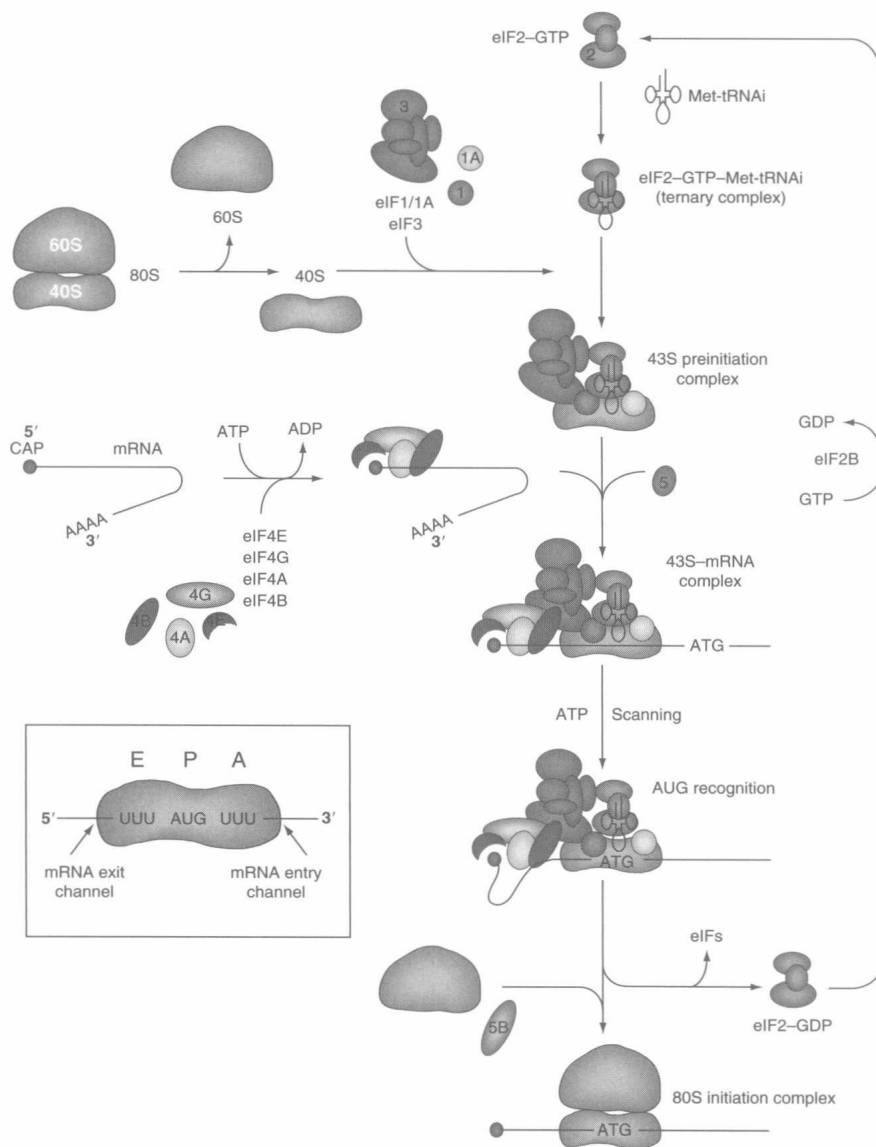 eIF2–GTP
2
Met-tRNAi
3
1A
1
eIF1/1A
eIF3
eIF2–GTP–Met-tRNAi
(ternary complex)
60S
60S
40S
80S
40S
43S preinitiation
complex
5′
CAP
mRNA
AAAA
3′
ATP
ADP
eIF4E
eIF4G
eIF4A
eIF4B
4G
4B
4E
4A
AAAA
3′
5
GDP
eIF2B
GTP
43S–mRNA
complex
ATG
ATP
Scanning
AUG recognition
ATG
E P A
5′ UUU AUG UUU 3′
mRNA exit
channel
mRNA entry
channel
eIFs
5B
eIF2–GDP
80S initiation complex
ATG